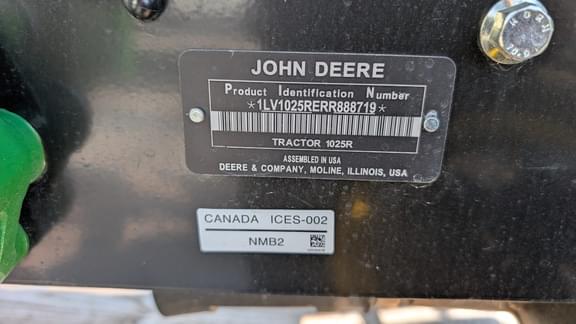 JOHN DEERE
Product Identification Number
*1LV1025RERR888719*
TRACTOR 1025R
ASSEMBLED IN USA
DEERE & COMPANY, MOLINE, ILLINOIS, USA
CANADA ICES-002
NMB2